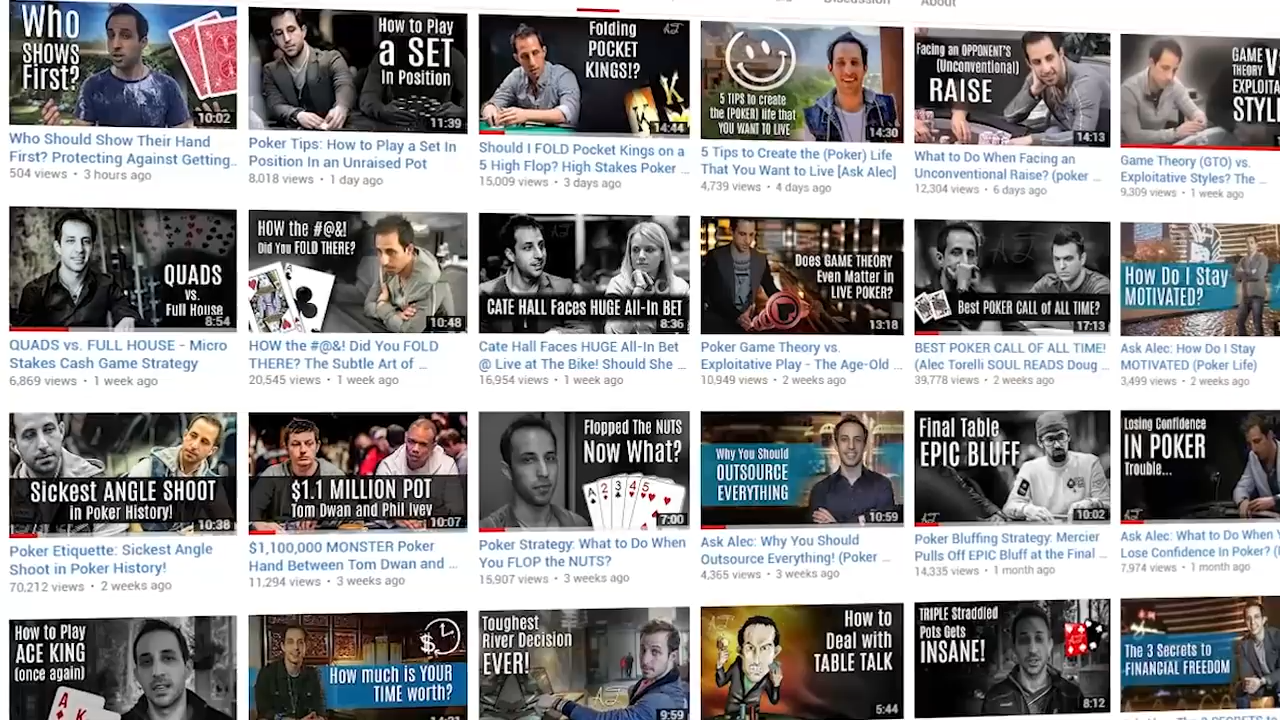 Discussion
About
Who
SHOWS
First?
10:02
How to Play
a SET
In Position
11:39
Folding
POCKET
KINGS!?
AT
K
14:44
5 TIPS to create
the (POKER) life that
YOU WANT TO LIVE
14:30
Facing an OPPONENT'S
(Unconventional)
RAISE
14:13
GAME
THEORY
EXPLOITA
STYL
Who Should Show Their Hand
First? Protecting Against Getting..
504 views • 3 hours ago
Poker Tips: How to Play a Set In
Position In an Unraised Pot
8,018 views • 1 day ago
Should I FOLD Pocket Kings on a
5 High Flop? High Stakes Poker ...
15,009 views • 3 days ago
5 Tips to Create the (Poker) Life
That You Want to Live [Ask Alec]
4,739 views • 4 days ago
What to Do When Facing an
Unconventional Raise? (poker ...
12,304 views • 6 days ago
Game Theory (GTO) vs.
Exploitative Styles? The ...
9,309 views • 1 week ago
QUADS
vs.
Full House
8:54
HOW the #@&!
Did You FOLD THERE?
10:48
CATE HALL Faces HUGE All-In BET
8:36
Does GAME THEORY
Even Matter in
LIVE POKER?
13:18
Best POKER CALL of ALL TIME?
17:13
How Do I Stay
MOTIVATED?
QUADS vs. FULL HOUSE - Micro
Stakes Cash Game Strategy
6,869 views • 1 week ago
HOW the #@&! Did You FOLD
THERE? The Subtle Art of ...
20,545 views • 1 week ago
Cate Hall Faces HUGE All-In Bet
@ Live at The Bike! Should She ...
16,954 views • 1 week ago
Poker Game Theory vs.
Exploitative Play - The Age-Old ...
10,949 views • 2 weeks ago
BEST POKER CALL OF ALL TIME!
(Alec Torelli SOUL READS Doug ...
39,778 views • 2 weeks ago
Ask Alec: How Do I Stay
MOTIVATED (Poker Life)
3,499 views • 2 weeks ago
Sickest ANGLE SHOOT
in Poker History!
10:38
$1.1 MILLION POT
Tom Dwan and Phil Ivey
10:07
Flopped The NUTS
Now What?
A 2 3 4 5
7:00
Why You Should
OUTSOURCE
EVERYTHING
10:59
Final Table
EPIC BLUFF
AT
10:02
Losing Confidence
IN POKER
Trouble...
AT
Poker Etiquette: Sickest Angle
Shoot in Poker History!
70,212 views • 2 weeks ago
$1,100,000 MONSTER Poker
Hand Between Tom Dwan and ...
11,294 views • 3 weeks ago
Poker Strategy: What to Do When
You FLOP the NUTS?
15,907 views • 3 weeks ago
Ask Alec: Why You Should
Outsource Everything! (Poker ...
4,365 views • 3 weeks ago
Poker Bluffing Strategy: Mercier
Pulls Off EPIC Bluff at the Final ...
14,335 views • 1 month ago
Ask Alec: What to Do When Y
Lose Confidence In Poker? (
7,974 views • 1 month ago
How to Play
ACE KING
(once again)
A
K
$
How much is YOUR
TIME worth?
Toughest
River Decision
EVER!
AT
9:59
How to
Deal with
TABLE TALK
5:44
TRIPLE Straddled
Pots Gets
INSANE!
8:12
The 3 Secrets to
FINANCIAL FREEDOM